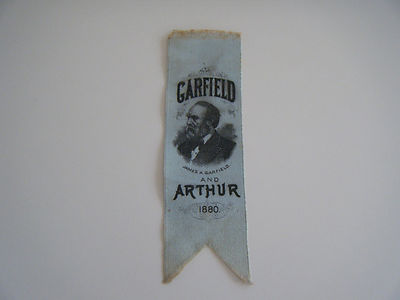 GARFIELD
JAMES A. GARFIELD.
AND
ARTHUR
1880.